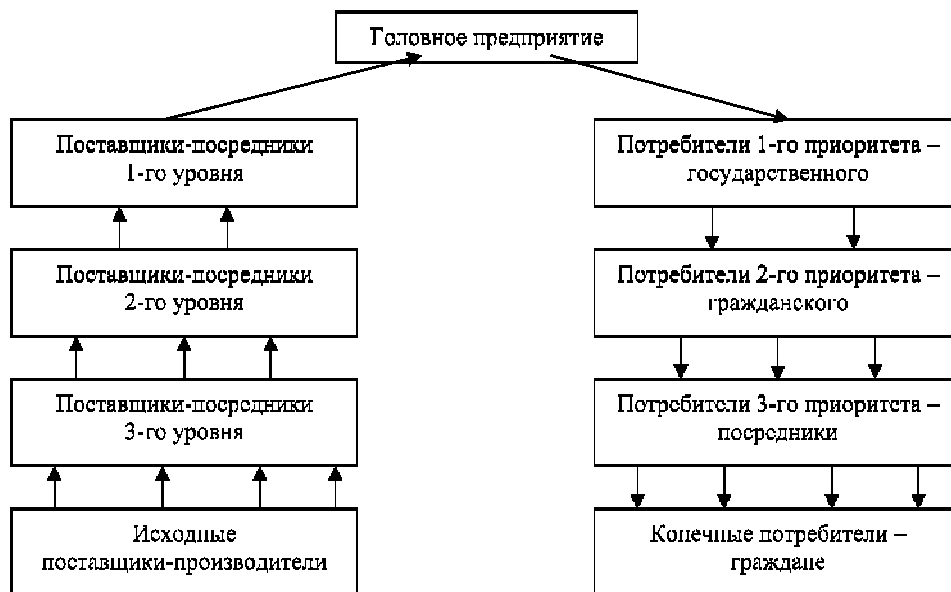 Головное предприятие
Поставщики-посредники
1-го уровня
Потребители 1-го приоритета –
государственного
Поставщики-посредники
2-го уровня
Потребители 2-го приоритета –
гражданского
Поставщики-посредники
3-го уровня
Потребители 3-го приоритета –
посредники
Исходные
поставщики-производители
Конечные потребители –
граждане